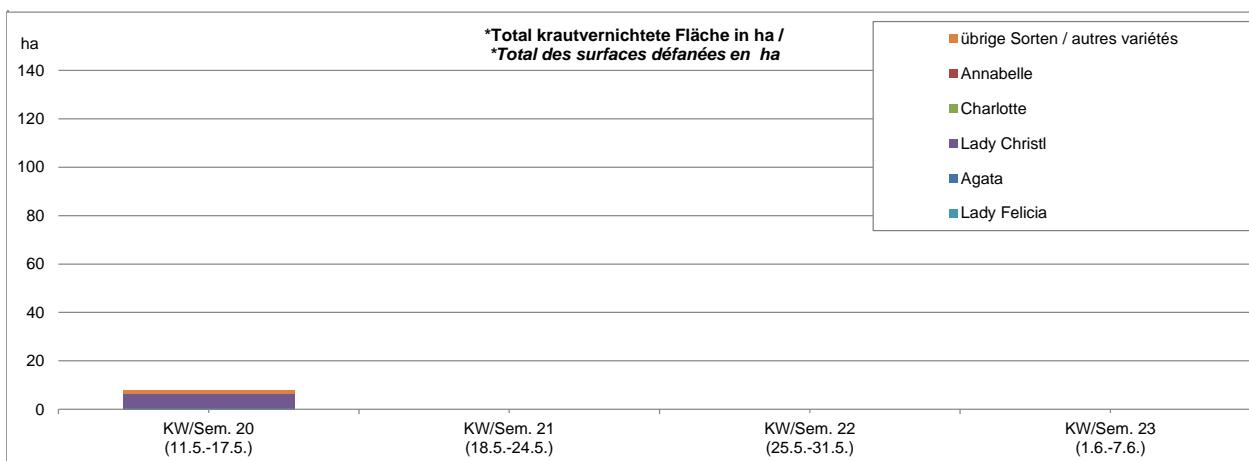 *Total krautvernichtete Fläche in ha /
*Total des surfaces défanées en ha
ha
140
120
100
80
60
40
20
0
KW/Sem. 20
(11.5.-17.5.)
KW/Sem. 21
(18.5.-24.5.)
KW/Sem. 22
(25.5.-31.5.)
KW/Sem. 23
(1.6.-7.6.)
übrige Sorten / autres variétés
Annabelle
Charlotte
Lady Christl
Agata
Lady Felicia